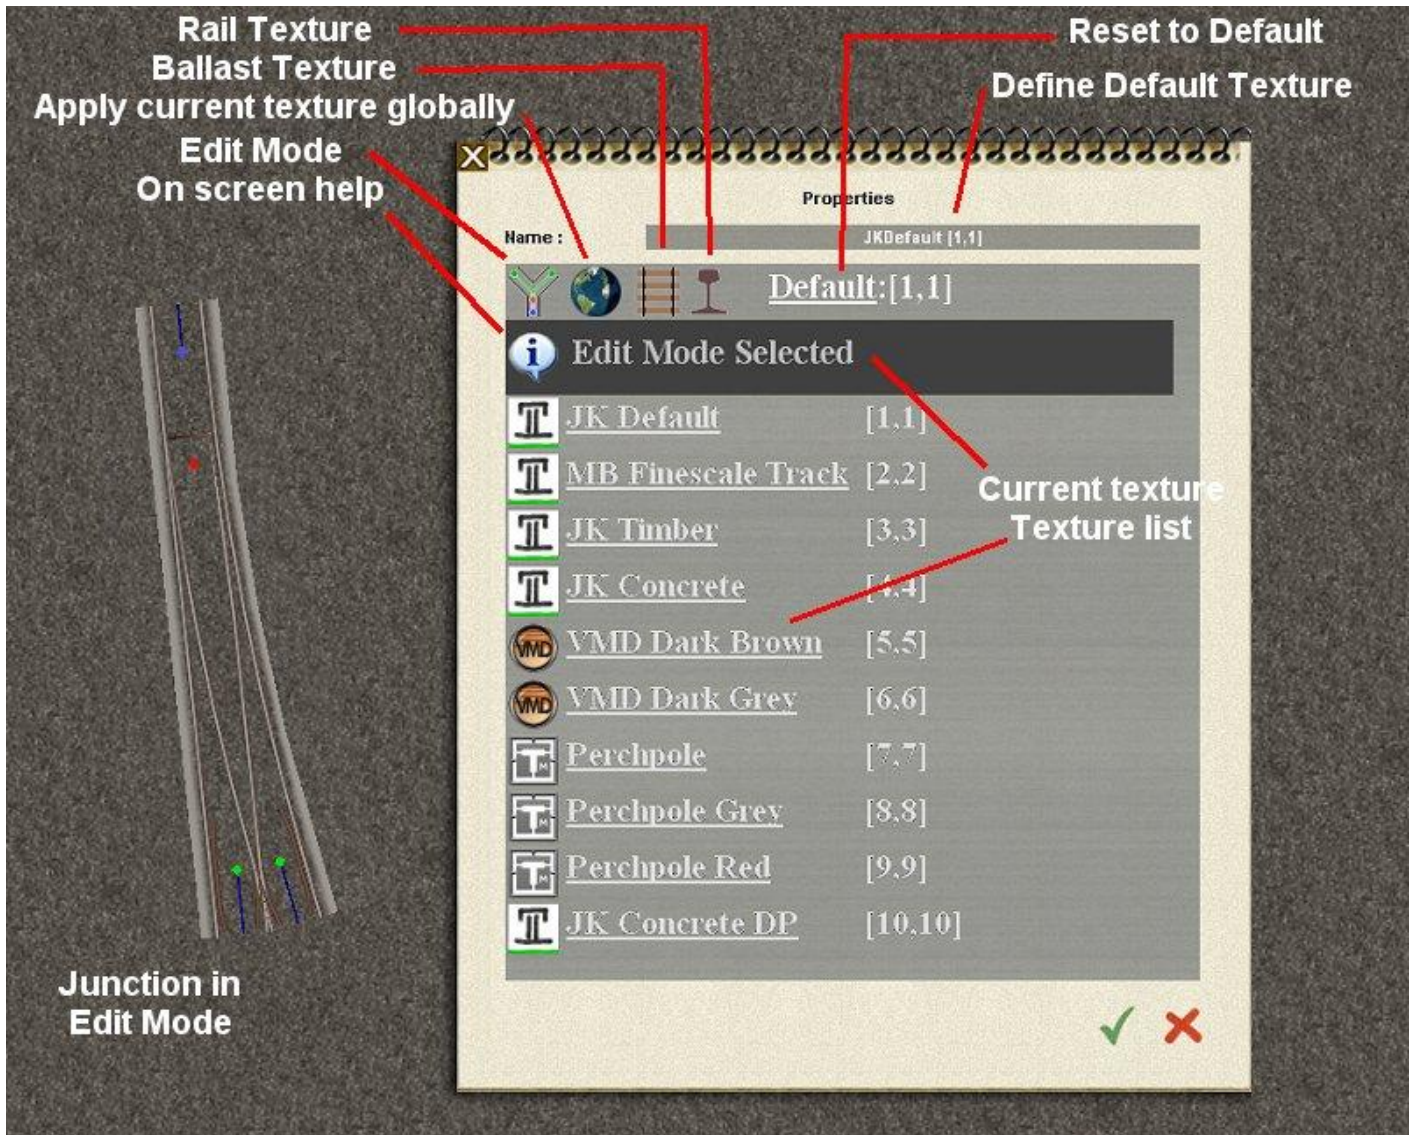 Rail Texture
Ballast Texture
Apply current texture globally
Edit Mode
On screen help
Reset to Default
Define Default Texture
Properties
Name :
JKDefault [1,1]
Default:[1,1]
i
Edit Mode Selected
JK Default [1,1]
MB Finescale Track [2,2]
JK Timber [3,3]
JK Concrete [4,4]
VMD VMD Dark Brown [5,5]
VMD VMD Dark Grey [6,6]
Perchpole [7,7]
Perchpole Grey [8,8]
Perchpole Red [9,9]
JK Concrete DP [10,10]
Current texture
Texture list
Junction in
Edit Mode